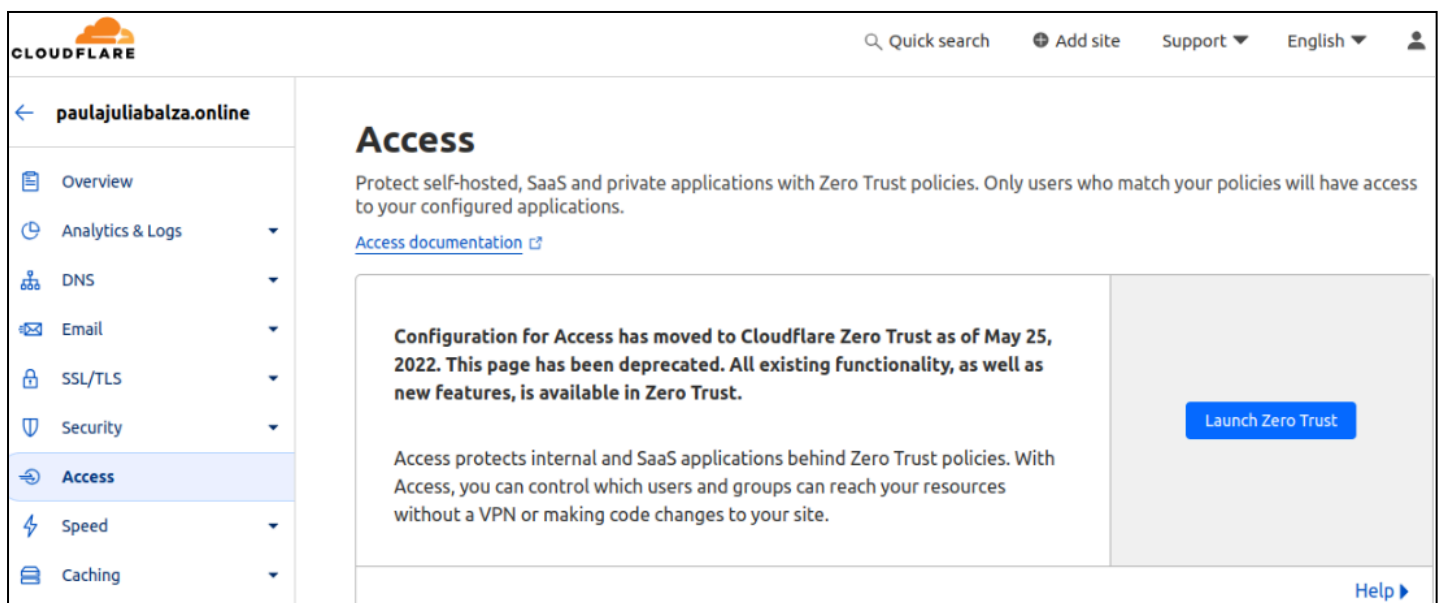 CLOUDFLARE
Quick search
Add site
Support
English
paulajuliabalza.online
Overview
Analytics & Logs
DNS
Email
SSL/TLS
Security
Access
Speed
Caching
Access
Protect self-hosted, SaaS and private applications with Zero Trust policies. Only users who match your policies will have access
to your configured applications.
Access documentation
Configuration for Access has moved to Cloudflare Zero Trust as of May 25,
2022. This page has been deprecated. All existing functionality, as well as
new features, is available in Zero Trust.
Access protects internal and SaaS applications behind Zero Trust policies. With
Access, you can control which users and groups can reach your resources
without a VPN or making code changes to your site.
Launch Zero Trust
Help